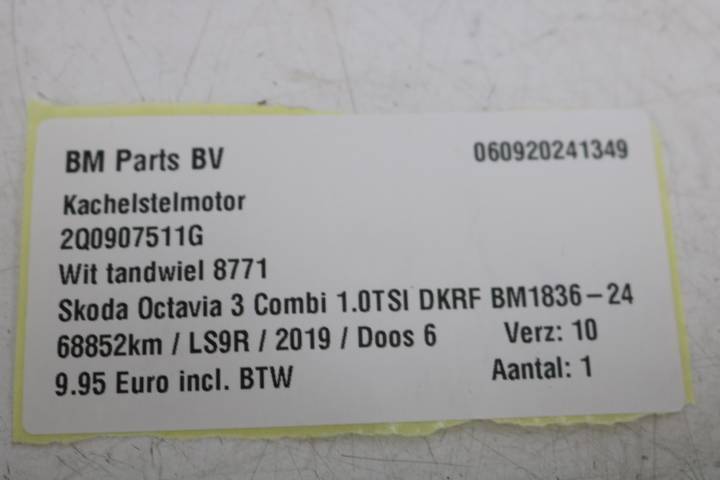 BM Parts BV 060920241349
Kachelstelmotor
2Q0907511G
Wit tandwiel 8771
Skoda Octavia 3 Combi 1.0TSI DKRF BM1836-24
68852km / LS9R / 2019 / Doos 6 Verz: 10
9.95 Euro incl. BTW Aantal: 1